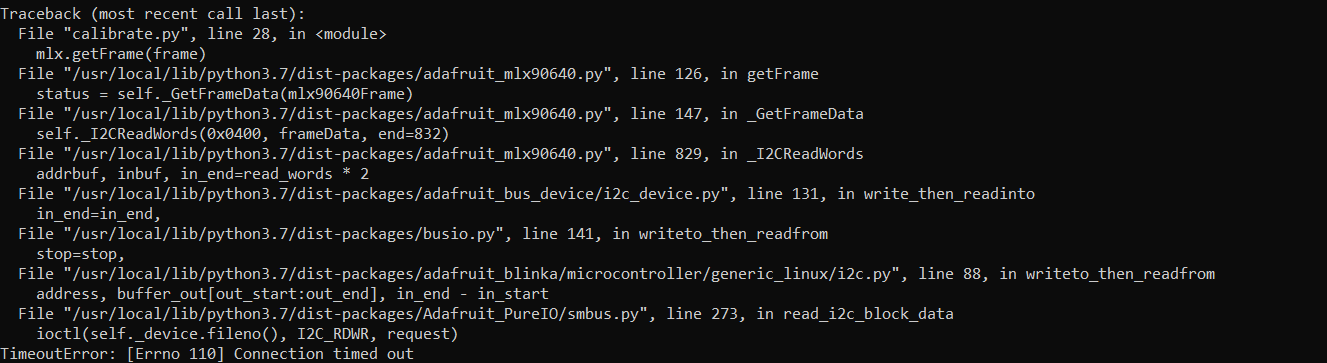 Traceback (most recent call last):
  File "calibrate.py", line 28, in <module>
    mlx.getFrame(frame)
  File "/usr/local/lib/python3.7/dist-packages/adafruit_mlx90640.py", line 126, in getFrame
    status = self._GetFrameData(mlx90640Frame)
  File "/usr/local/lib/python3.7/dist-packages/adafruit_mlx90640.py", line 147, in _GetFrameData
    self._I2CReadWords(0x0400, frameData, end=832)
  File "/usr/local/lib/python3.7/dist-packages/adafruit_mlx90640.py", line 829, in _I2CReadWords
    addrbuf, inbuf, in_end=read_words * 2
  File "/usr/local/lib/python3.7/dist-packages/adafruit_bus_device/i2c_device.py", line 131, in write_then_readinto
    in_end=in_end,
  File "/usr/local/lib/python3.7/dist-packages/busio.py", line 141, in writeto_then_readfrom
    stop=stop,
  File "/usr/local/lib/python3.7/dist-packages/adafruit_blinka/microcontroller/generic_linux/i2c.py", line 88, in writeto_then_readfrom
    address, buffer_out[out_start:out_end], in_end - in_start
  File "/usr/local/lib/python3.7/dist-packages/Adafruit_PureIO/smbus.py", line 273, in read_i2c_block_data
    ioctl(self._device.fileno(), I2C_RDWR, request)
TimeoutError: [Errno 110] Connection timed out